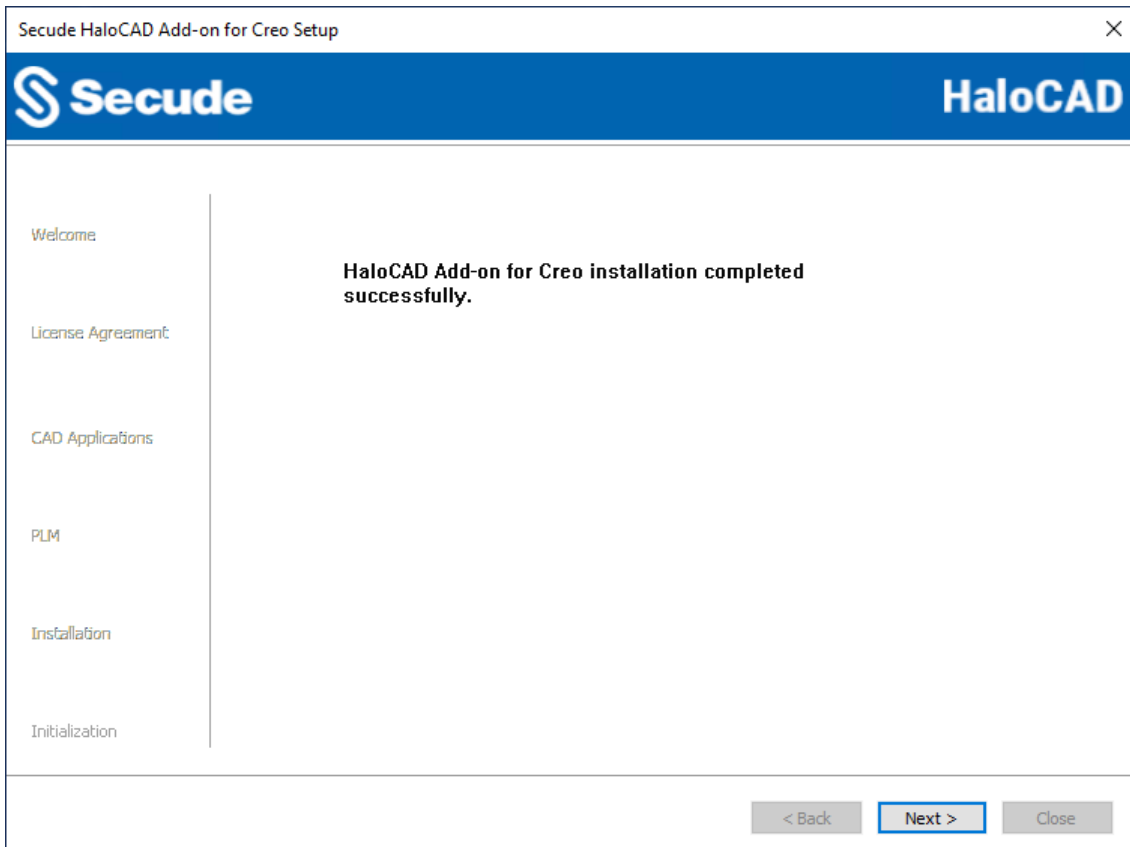 Secude HaloCAD Add-on for Creo Setup
Secude
HaloCAD
Welcome
License Agreement
CAD Applications
PLM
Installation
Initialization
HaloCAD Add-on for Creo installation completed
successfully.
< Back
Next >
Close